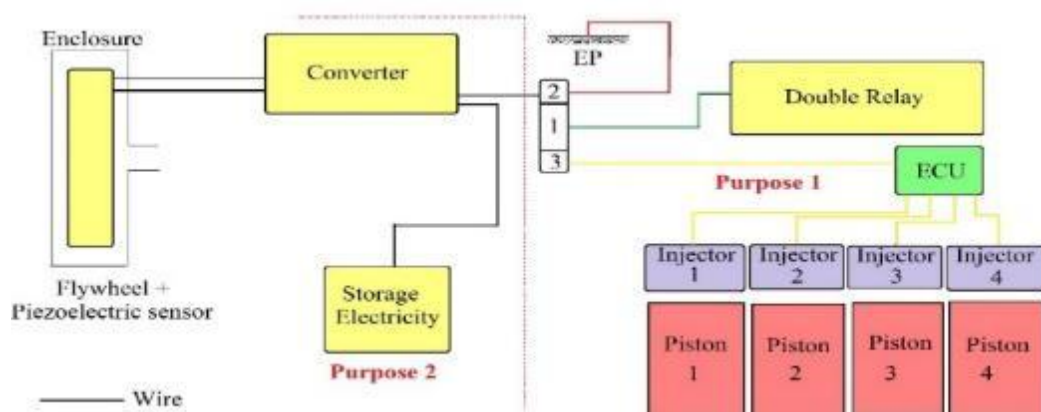 Enclosure
Converter
EP
2
Double Relay
1
3
ECU
Purpose 1
Injector
1
Injector
2
Injector
3
Injector
4
Flywheel +
Piezoelectric sensor
Storage
Electricity
Purpose 2
Piston
1
Piston
2
Piston
3
Piston
4
Wire